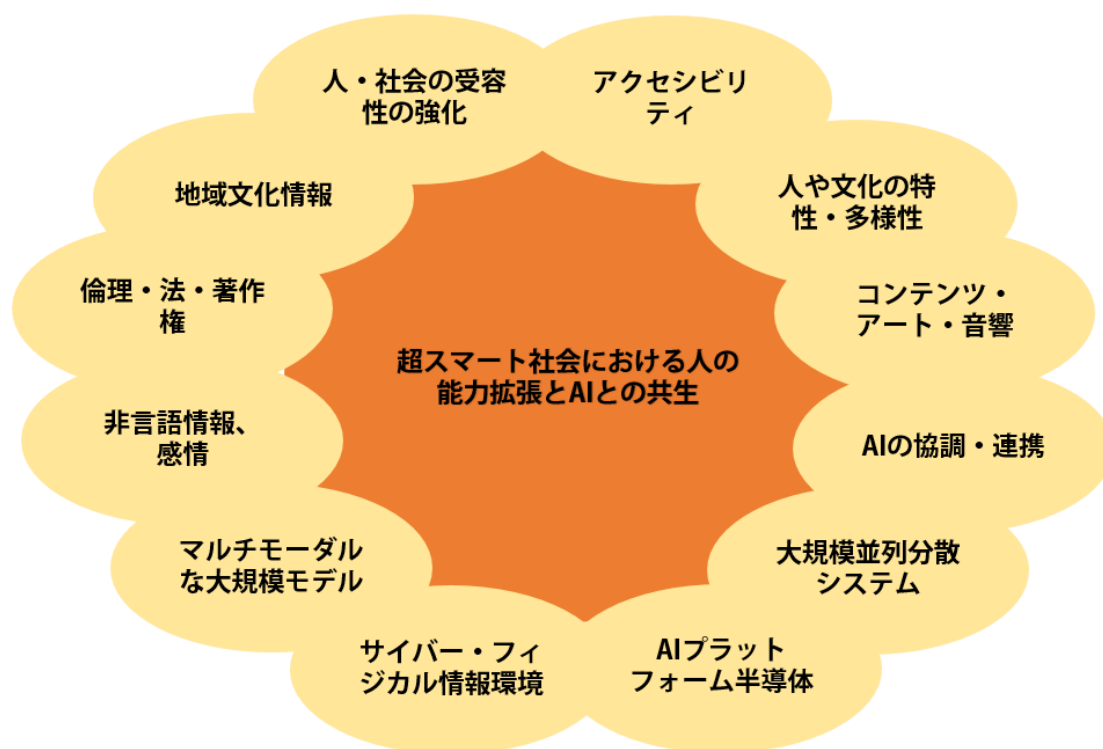 人・社会の受容
性の強化
アクセシビリ
ティ
地域文化情報
人や文化の特
性・多様性
倫理・法・著作
権
コンテンツ・
アート・音響
超スマート社会における人の
能力拡張とAIとの共生
非言語情報、
感情
AIの協調・連携
マルチモーダル
な大規模モデル
大規模並列分散
システム
サイバー・フィ
ジカル情報環境
AIプラット
フォーム半導体